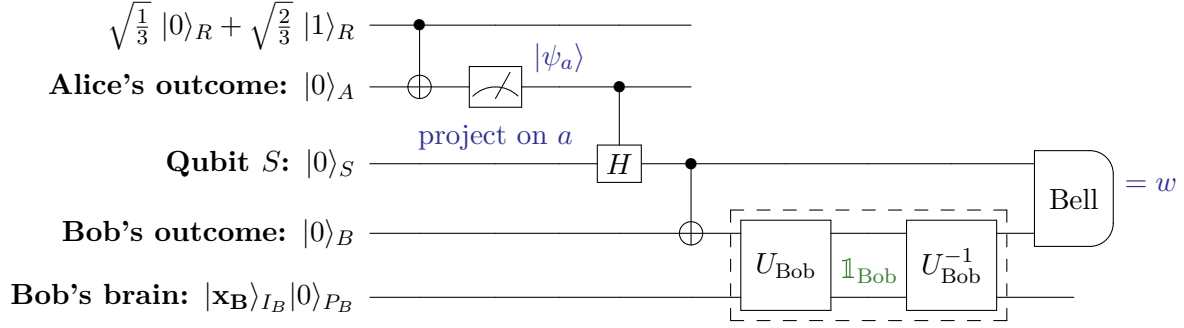 √1/3 |0⟩_R + √2/3 |1⟩_R
|ψ_a⟩
Alice's outcome: |0⟩_A
project on a
Qubit S: |0⟩_S
H
Bell
= w
Bob's outcome: |0⟩_B
U_Bob
𝟙_Bob
U_Bob^{-1}
Bob's brain: |x_B⟩_{I_B}|0⟩_{P_B}